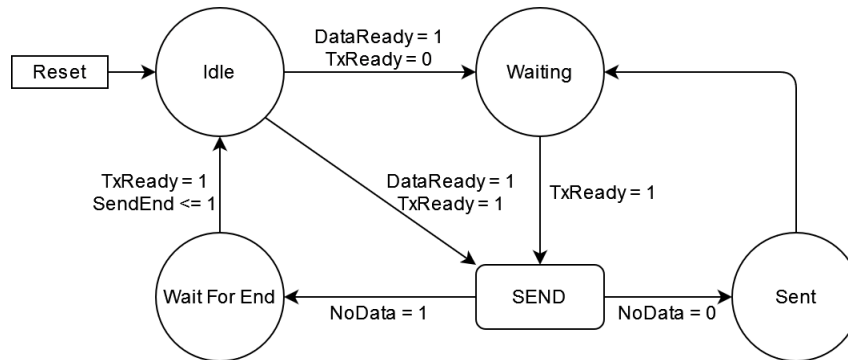 Reset
Idle
DataReady = 1
TxReady = 0
Waiting
TxReady = 1
SendEnd <= 1
DataReady = 1
TxReady = 1
TxReady = 1
Wait For End
NoData = 1
SEND
NoData = 0
Sent